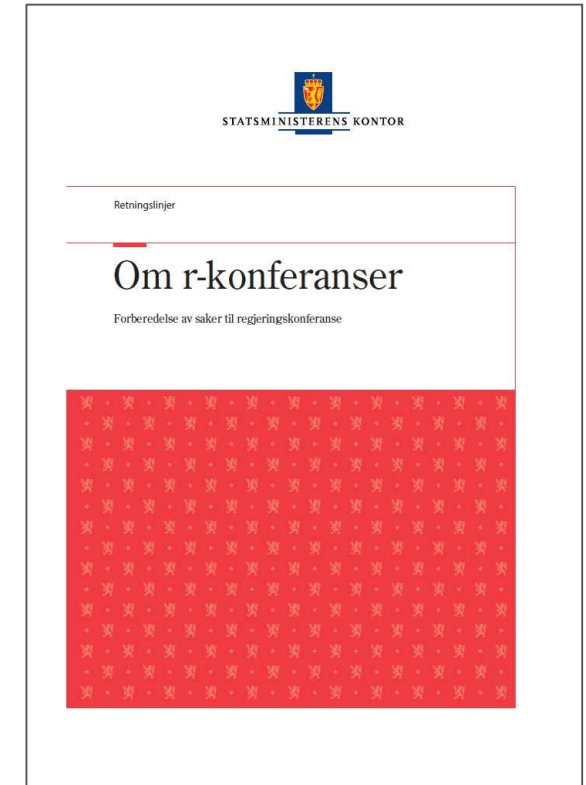 STATSMINISTERENS KONTOR
Retningslinjer
Om r-konferanser
Forberedelse av saker til regjeringskonferanse